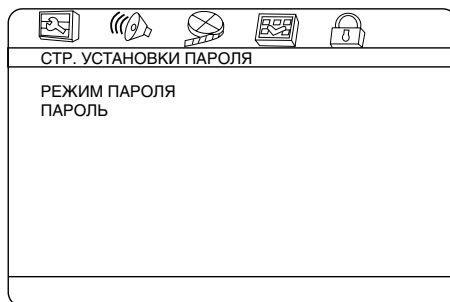 СТР. УСТАНОВКИ ПАРОЛЯ
РЕЖИМ ПАРОЛЯ
ПАРОЛЬ